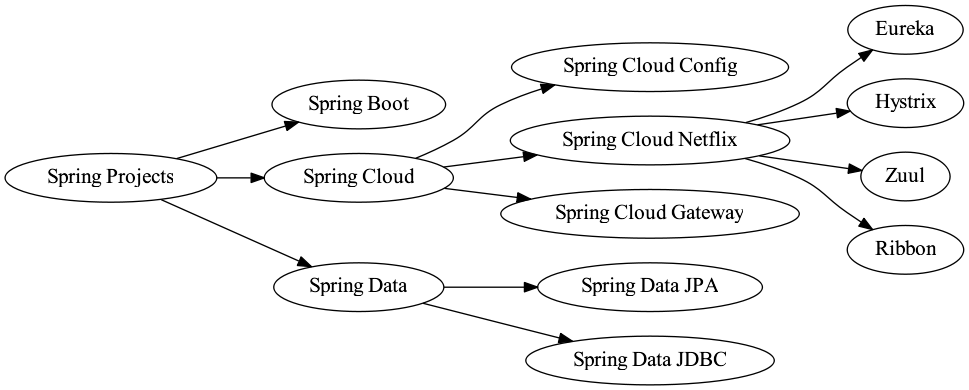 Spring Projects
Spring Boot
Spring Cloud
Spring Cloud Config
Spring Cloud Netflix
Eureka
Hystrix
Zuul
Ribbon
Spring Cloud Gateway
Spring Data
Spring Data JPA
Spring Data JDBC